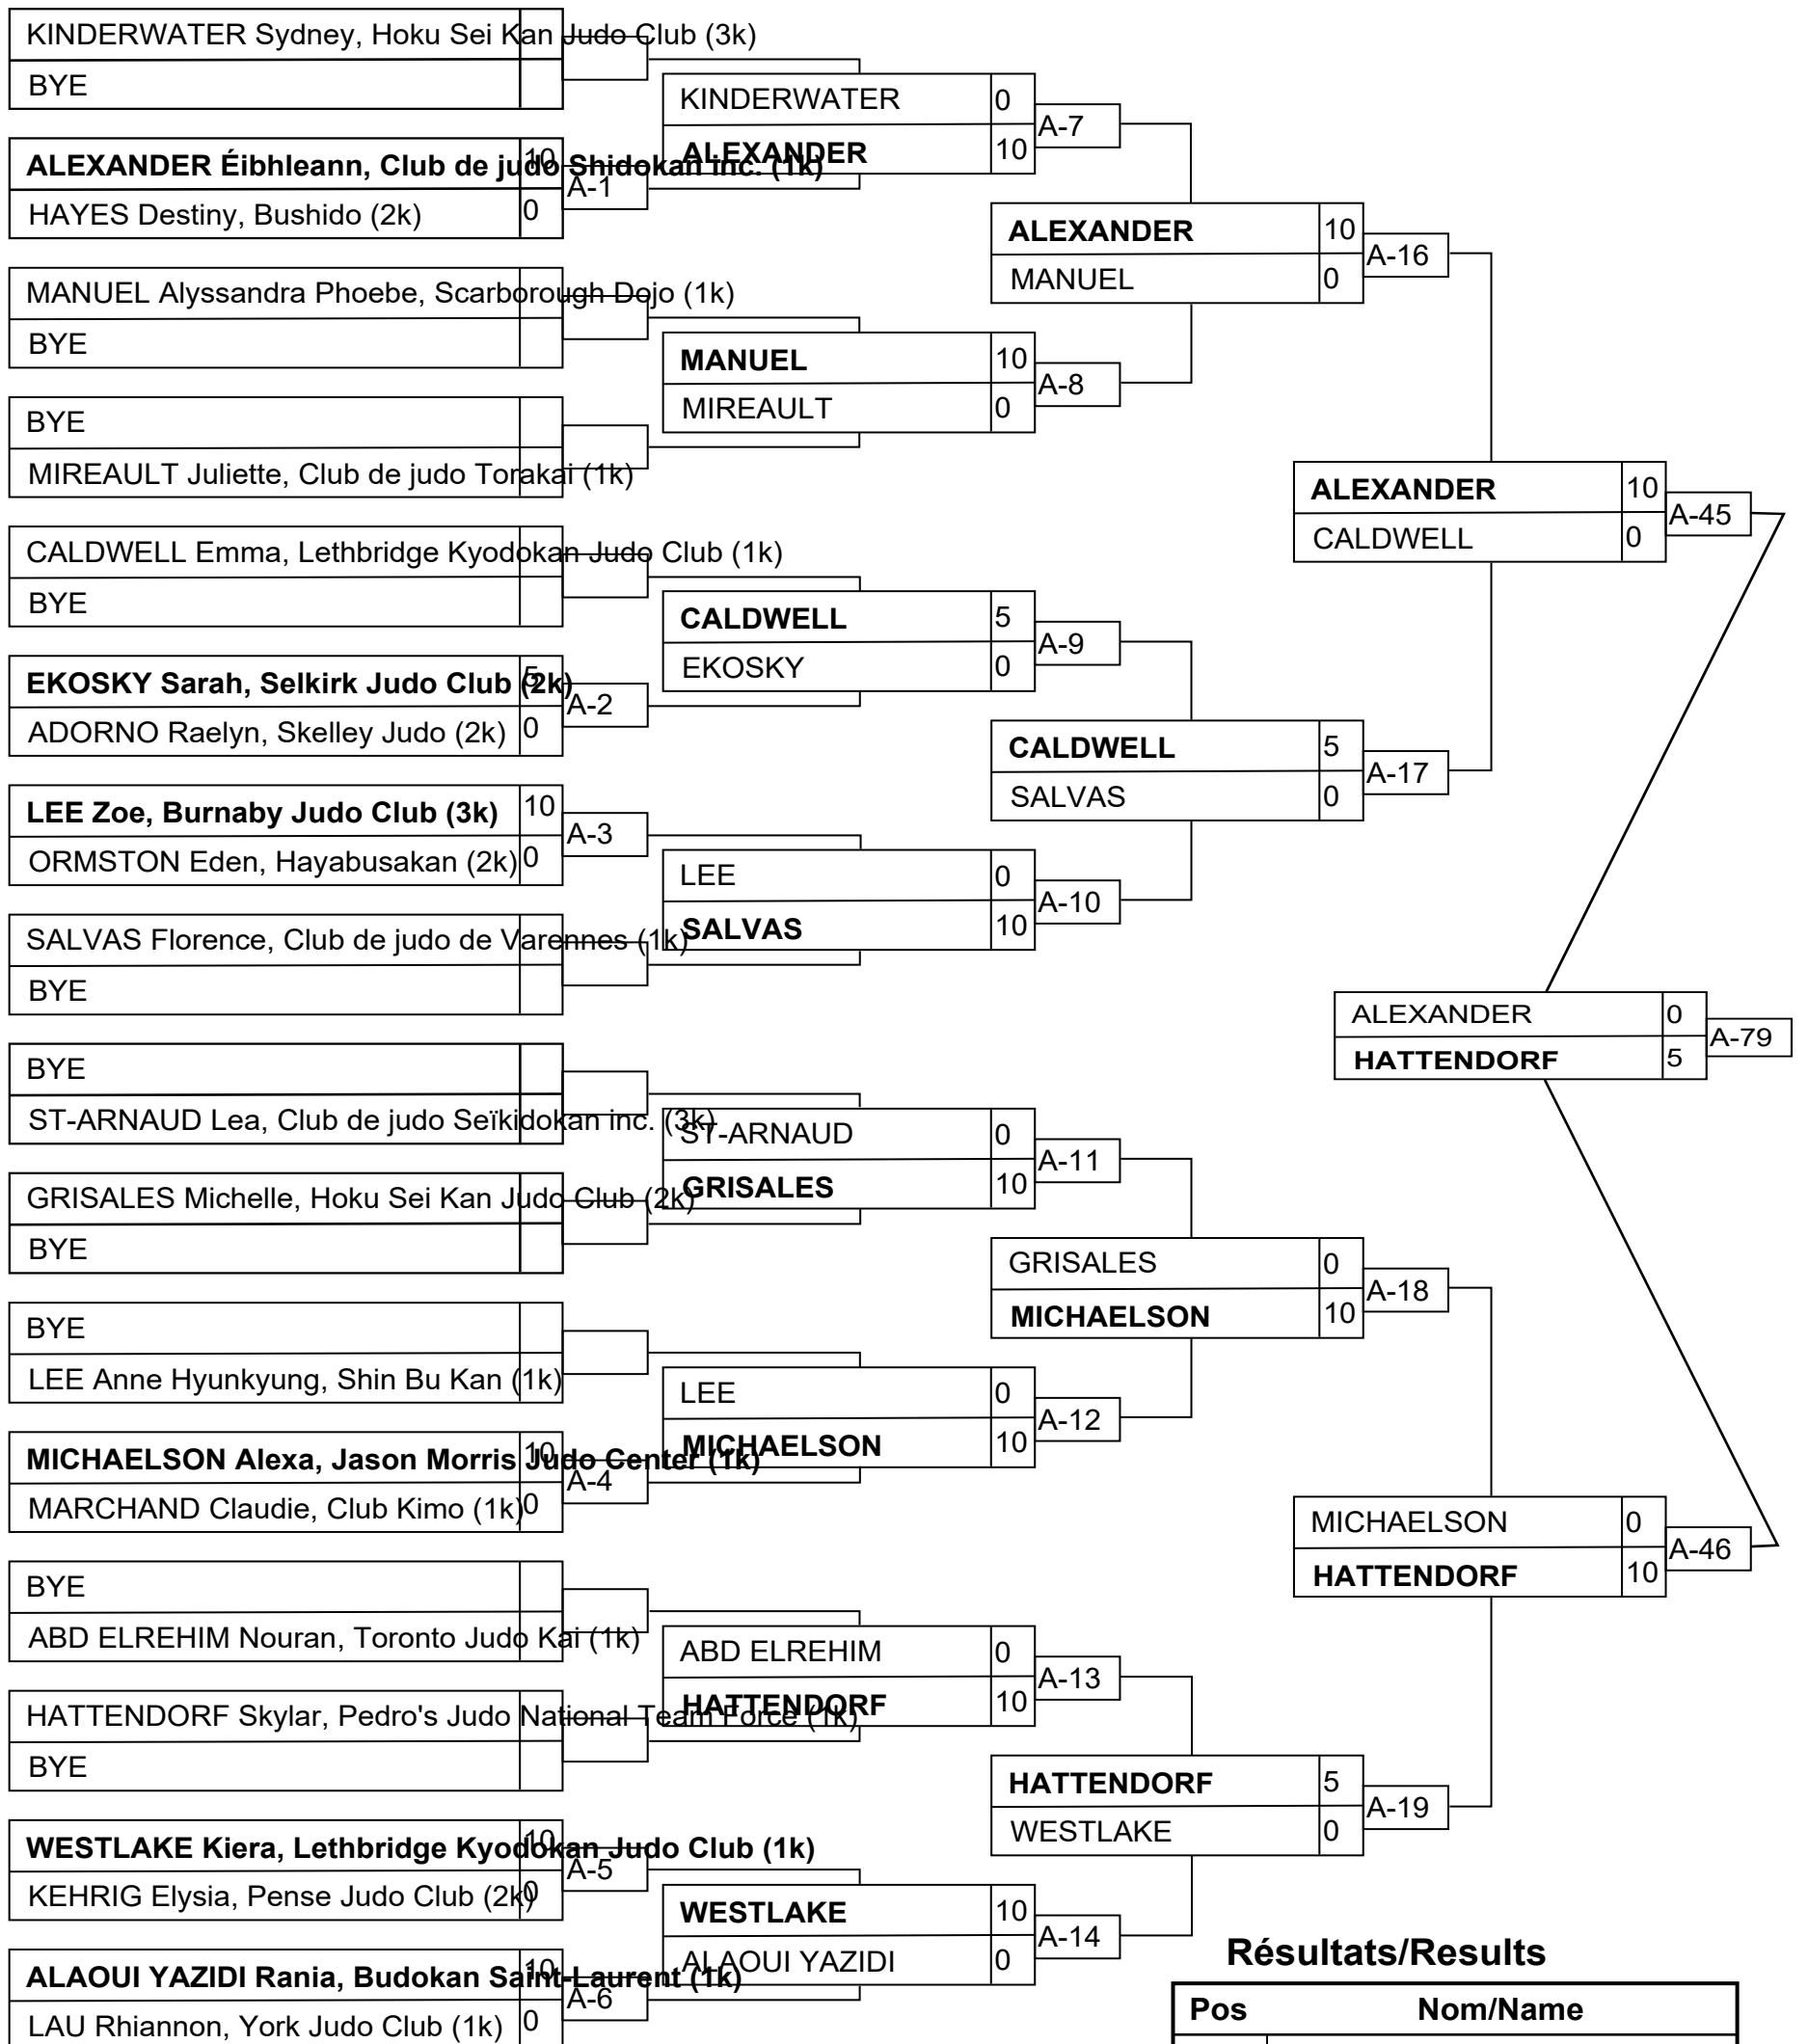 KINDERWATER Sydney, Hoku Sei Kan Judo Club (3k)
BYE
ALEXANDER Éibhleann, Club de judo Shidokan inc. (1k) 10
HAYES Destiny, Bushido (2k) 0
A-1
MANUEL Alyssandra Phoebe, Scarborough Dojo (1k)
BYE
BYE
MIREAULT Juliette, Club de judo Torakai (1k)
CALDWELL Emma, Lethbridge Kyodokan Judo Club (1k)
BYE
EKOSKY Sarah, Selkirk Judo Club (2k) 5
ADORNO Raelyn, Skelley Judo (2k) 0
A-2
LEE Zoe, Burnaby Judo Club (3k) 10
ORMSTON Eden, Hayabusakan (2k) 0
A-3
SALVAS Florence, Club de judo de Varennes (1k)
BYE
BYE
ST-ARNAUD Lea, Club de judo Seïkidokan inc. (3k)
GRISALES Michelle, Hoku Sei Kan Judo Club (2k)
BYE
BYE
LEE Anne Hyunkyung, Shin Bu Kan (1k)
MICHAELSON Alexa, Jason Morris Judo Center (1k) 10
MARCHAND Claudie, Club Kimo (1k) 0
A-4
BYE
ABD ELREHIM Nouran, Toronto Judo Kai (1k)
HATTENDORF Skylar, Pedro's Judo National Team Force (1k)
BYE
WESTLAKE Kiera, Lethbridge Kyodokan Judo Club (1k) 10
KEHRIG Elysia, Pense Judo Club (2k) 0
A-5
ALAOUI YAZIDI Rania, Budokan Saint-Laurent (1k) 10
LAU Rhiannon, York Judo Club (1k) 0
A-6
KINDERWATER 0
ALEXANDER 10
A-7
MANUEL 10
MIREAULT 0
A-8
CALDWELL 5
EKOSKY 0
A-9
LEE 0
SALVAS 10
A-10
ST-ARNAUD 0
GRISALES 10
A-11
LEE 0
MICHAELSON 10
A-12
ABD ELREHIM 0
HATTENDORF 10
A-13
WESTLAKE 10
ALAOUI YAZIDI 0
A-14
ALEXANDER 10
MANUEL 0
A-16
CALDWELL 5
SALVAS 0
A-17
GRISALES 0
MICHAELSON 10
A-18
HATTENDORF 5
WESTLAKE 0
A-19
ALEXANDER 10
CALDWELL 0
A-45
MICHAELSON 0
HATTENDORF 10
A-46
ALEXANDER 0
HATTENDORF 5
A-79
Résultats/Results
Pos Nom/Name